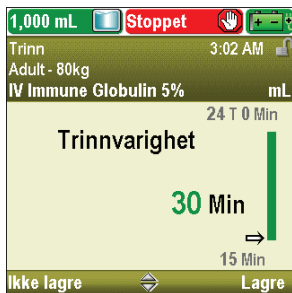 1,000 mL Stoppet
Trinn 3:02 AM
Adult - 80kg
IV Immune Globulin 5% mL
24 T 0 Min
Trinnvarighet
30 Min
15 Min
Ikke lagre Lagre